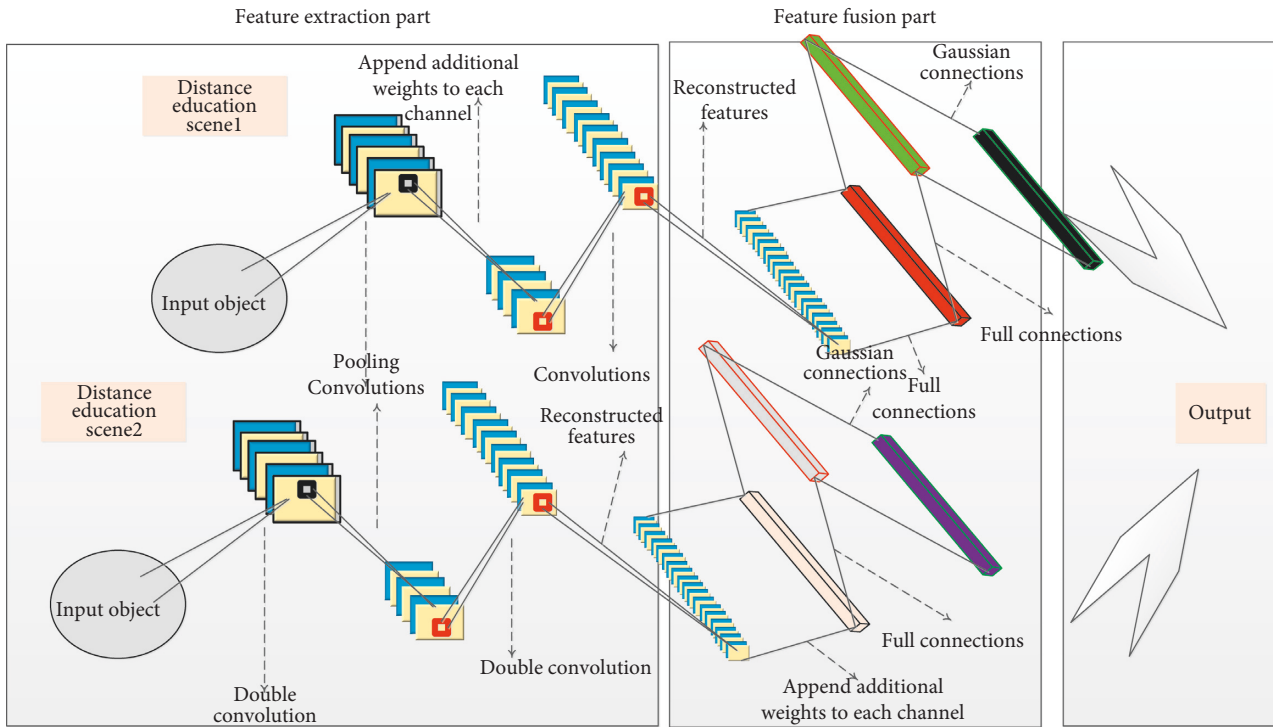 Feature extraction part
Feature fusion part
Distance
education
scene1
Append additional
weights to each
channel
Reconstructed
features
Gaussian
connections
Input object
Full connections
Pooling
Convolutions
Convolutions
Gaussian
connections
Full
connections
Distance
education
scene2
Reconstructed
features
Output
Input object
Full connections
Double convolution
Double
convolution
Append additional
weights to each channel